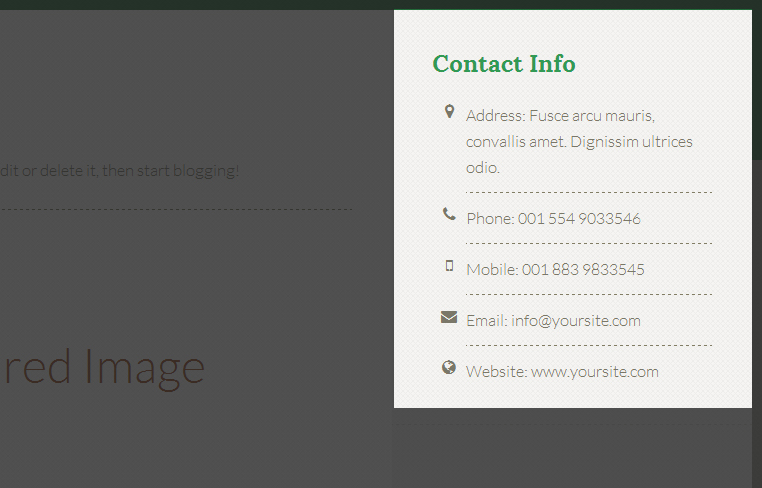 Contact Info
Address: Fusce arcu mauris,
convallis amet. Dignissim ultrices
odio.
dit or delete it, then start blogging!
Phone: 001 554 9033546
Mobile: 001 883 9833545
Email: info@yoursite.com
red Image
Website: www.yoursite.com